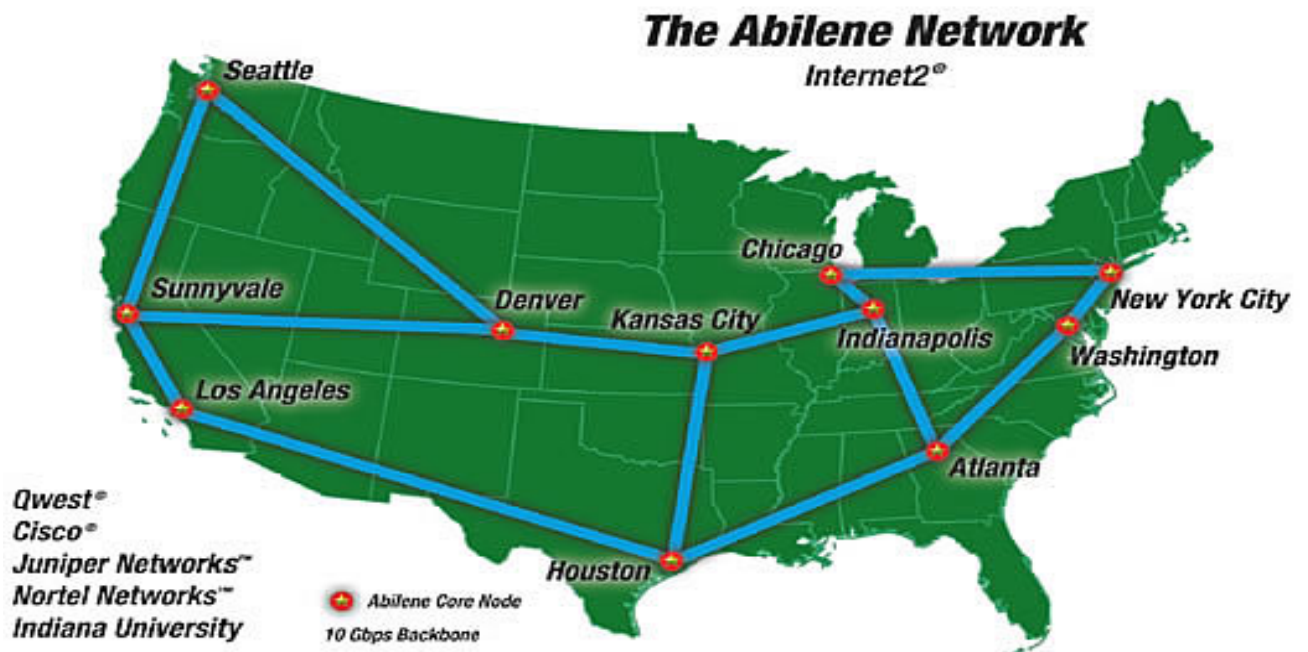 The Abilene Network
Internet2®
Seattle
Chicago
Sunnyvale
Denver
Kansas City
New York City
Indianapolis
Washington
Los Angeles
Atlanta
Qwest®
Cisco®
Juniper Networks™
Nortel Networks™
Indiana University
Houston
Abilene Core Node
10 Gbps Backbone